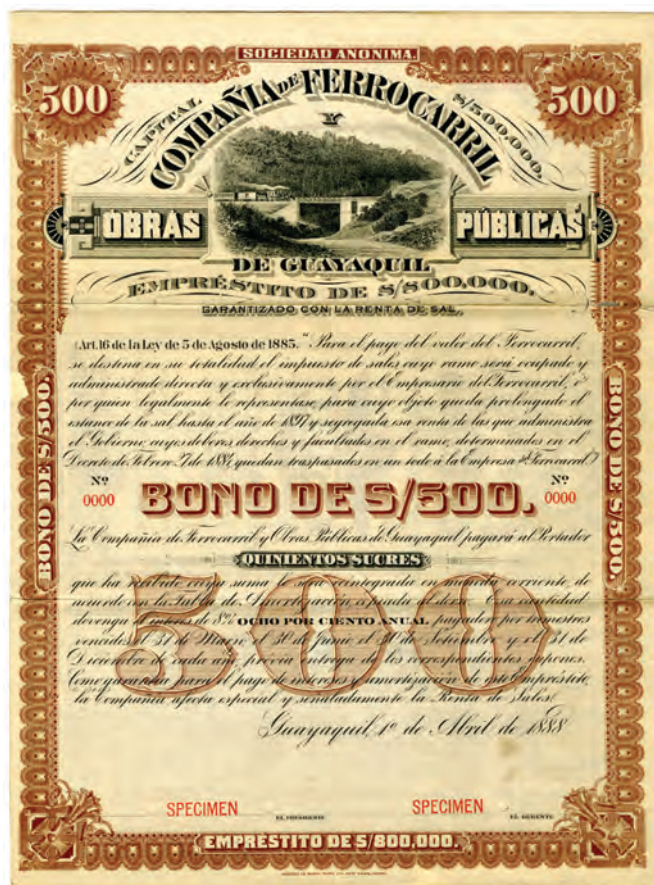 SOCIEDAD ANONIMA.
500
500
CAPITAL
S/500,000.
COMPAÑIA DE FERROCARRIL
Y
OBRAS PÚBLICAS
DE GUAYAQUIL
EMPRÉSTITO DE S/800,000.
GARANTIZADO CON LA RENTA DE SAL.
(Art. 16 de la Ley de 5 de Agosto de 1885. "Para el pago del valor del Ferrocarril,
se destina en su totalidad el impuesto de sales cuyo ramo será ocupado y
administrado directa y exclusivamente por el Empresario del Ferrocarril, ó
por quien legalmente lo representase, para cuyo objeto queda prolongado el
estanco de la sal hasta el año de 1897 y segregada esa renta de las que administra
el Gobierno, cuyos deberes, derechos y facultades en el ramo, determinados en el
Decreto de Febrero 7 de 1884, quedan traspasados en un todo á la Empresa del Ferrocarril.)
Nº
0000
BONO DE S/500.
Nº
0000
La Compañía de Ferrocarril y Obras Públicas de Guayaquil pagará al Portador
QUINIENTOS SUCRES
que ha recibido cuya suma le será reintegrada en moneda corriente, de
acuerdo con la Tabla de Amortización copiada al dorso. Esa cantidad
devenga el interes de 8% OCHO POR CIENTO ANUAL pagador por trimestres
vencidos el 31 de Marzo el 30 de Junio el 30 de Setiembre y el 31 de
Diciembre de cada año, previa entrega de los correspondientes cupones.
Como garantia para el pago de intereses y amortización de este Empréstito,
la Compañía afecta especial y señaladamente la Renta de Sales.
500
Guayaquil, 1º de Abril de 1888
SPECIMEN
EL PRESIDENTE
SPECIMEN
EL GERENTE
EMPRÉSTITO DE S/800,000.
BONO DE S/500.
BONO DE S/500.